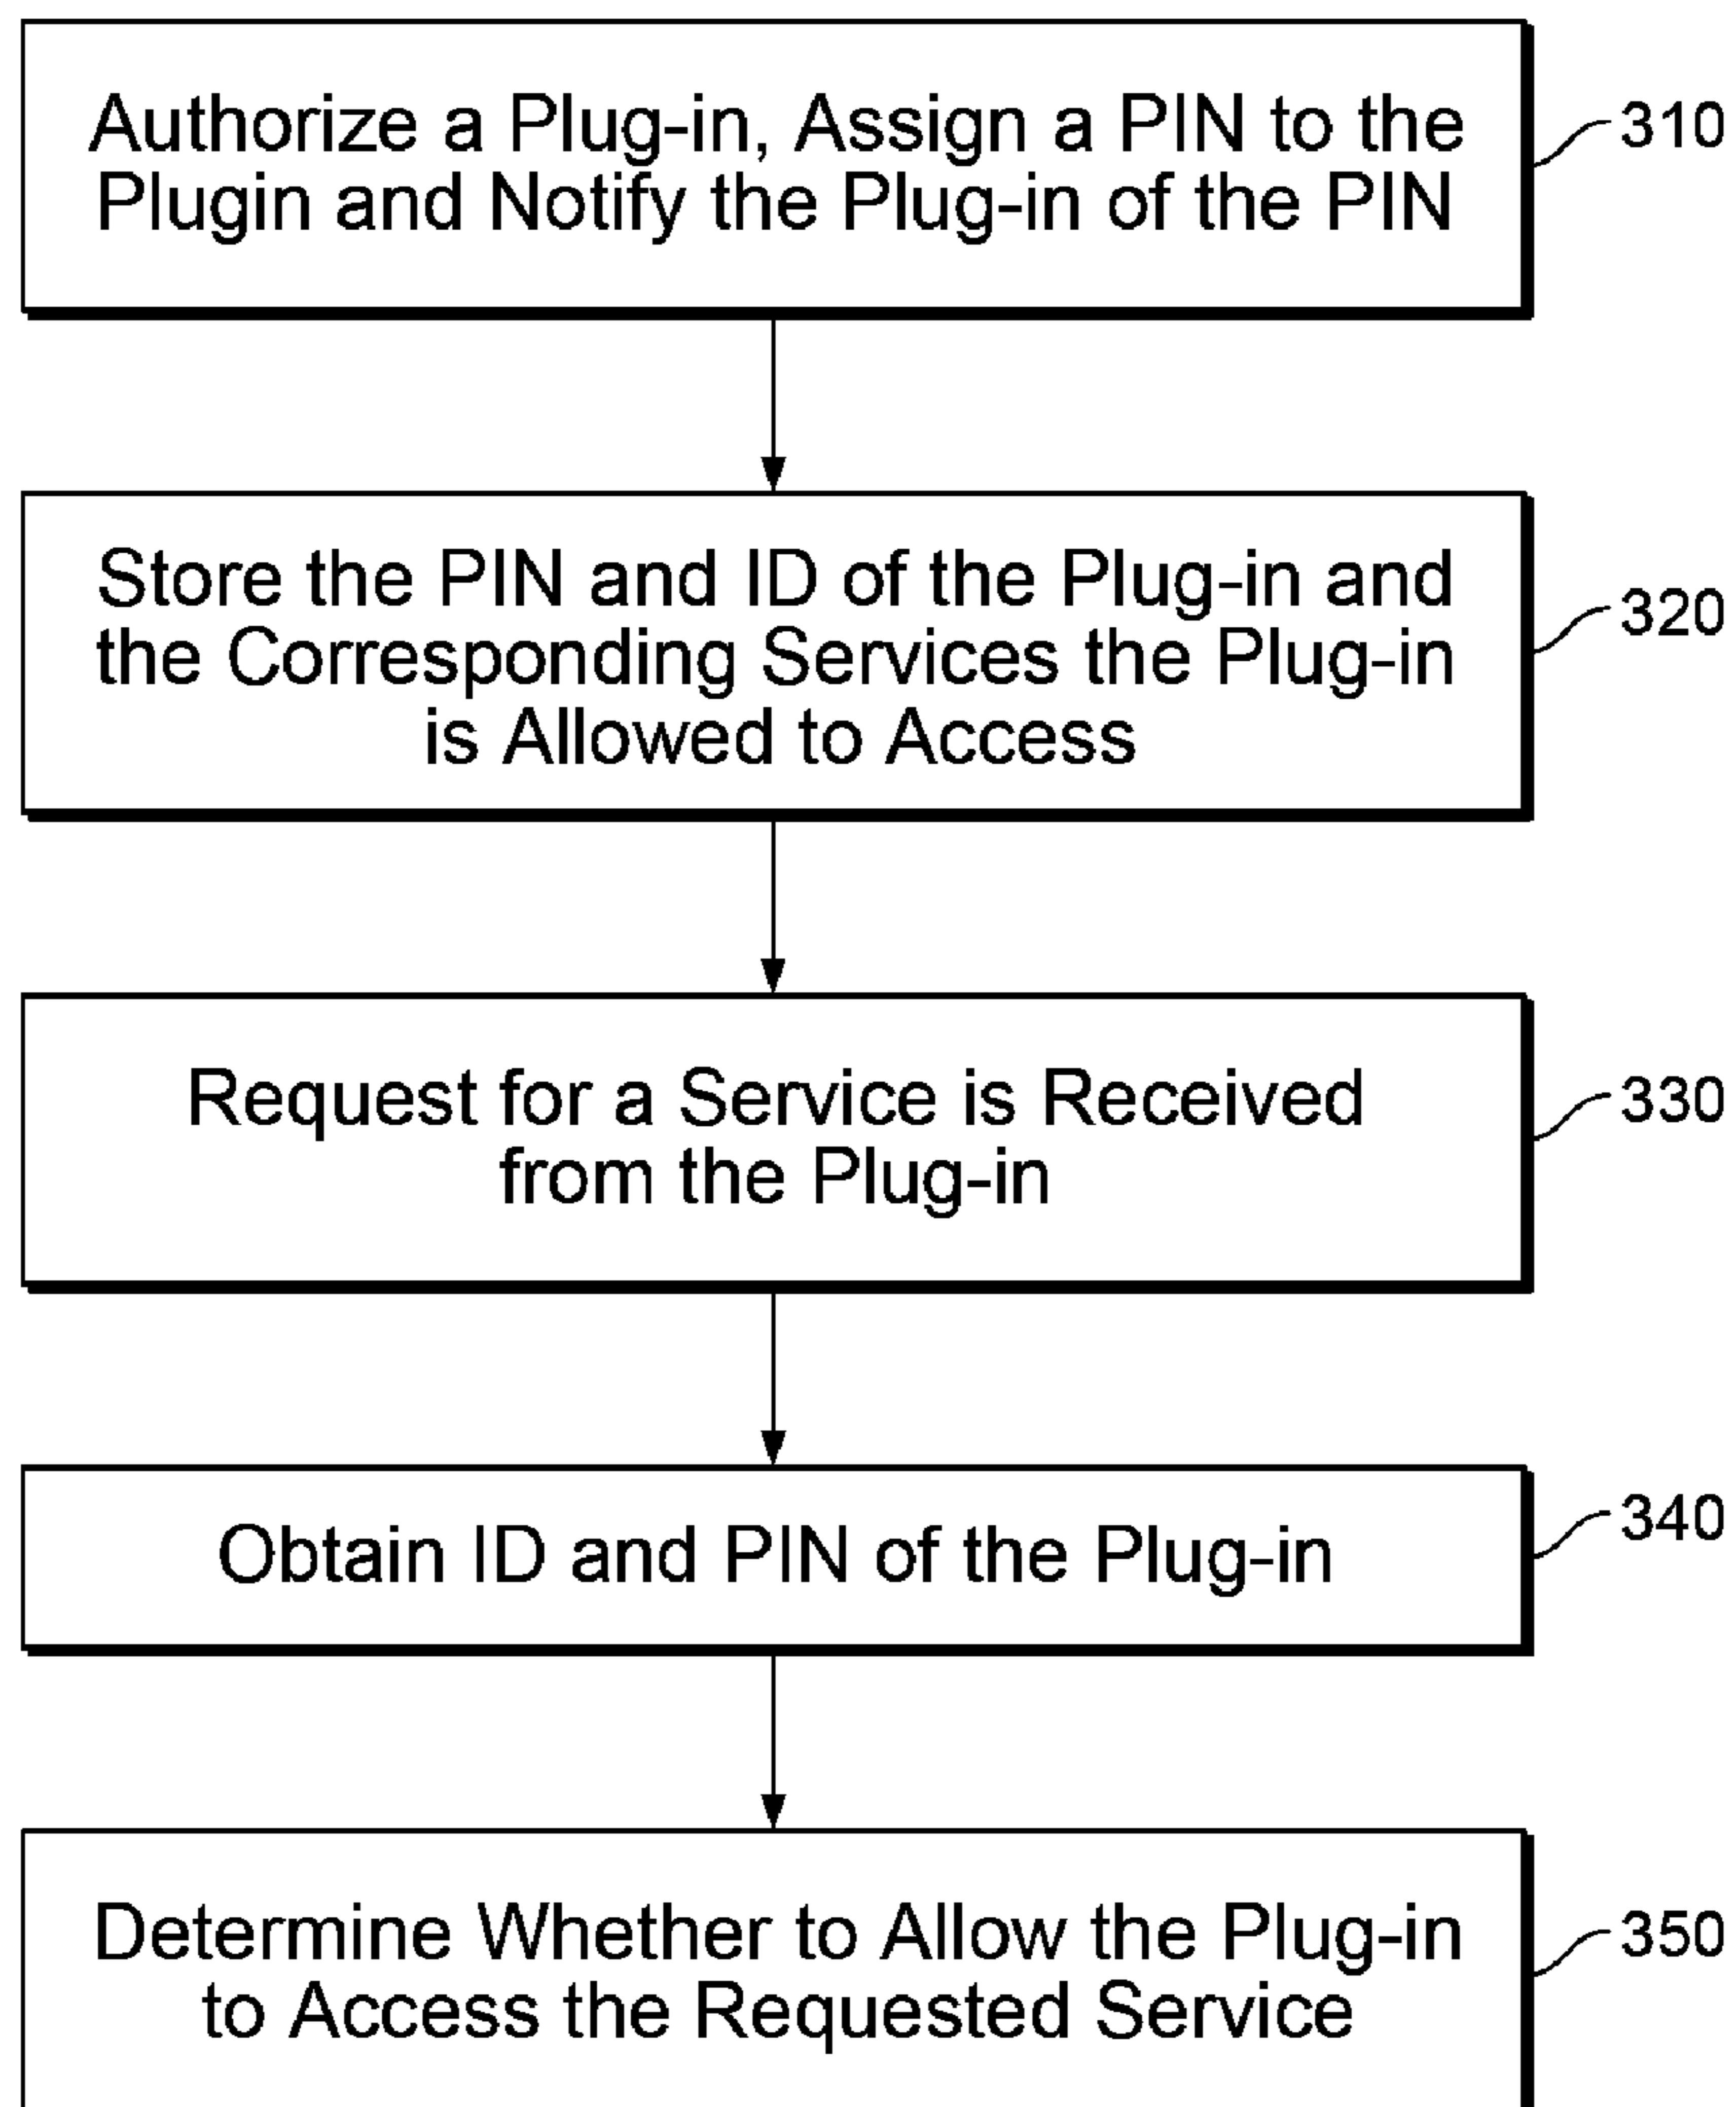 Authorize a Plug-in, Assign a PIN to the
Plugin and Notify the Plug-in of the PIN
310
Store the PIN and ID of the Plug-in and
the Corresponding Services the Plug-in
is Allowed to Access
320
Request for a Service is Received
from the Plug-in
330
Obtain ID and PIN of the Plug-in
340
Determine Whether to Allow the Plug-in
to Access the Requested Service
350